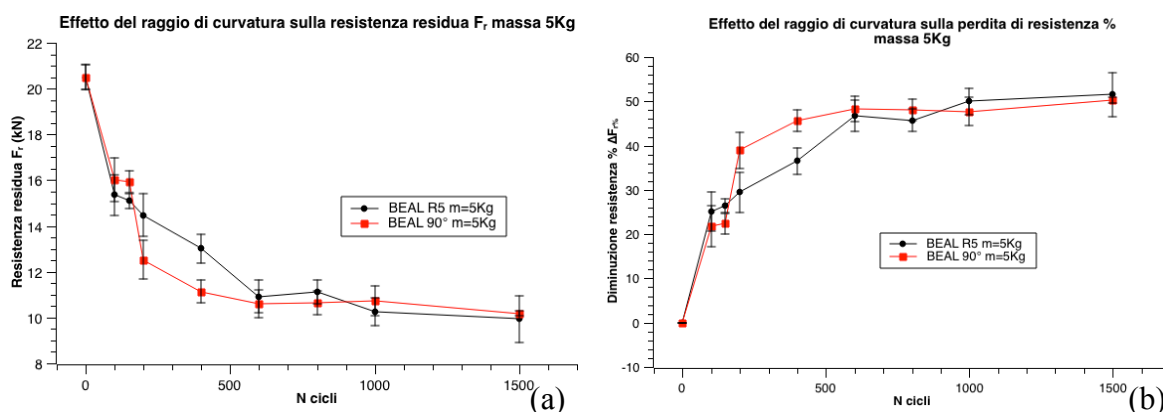 Effetto del raggio di curvatura sulla resistenza residua Fr massa 5Kg
22
20
18
16
14
12
10
8
Resistenza residua Fr (kN)
BEAL R5 m=5Kg
BEAL 90° m=5Kg
0
500
1000
1500
N cicli
(a)
Effetto del raggio di curvatura sulla perdita di resistenza %
massa 5Kg
60
50
40
30
20
10
0
-10
Diminuzione resistenza % ΔFr%
BEAL R5 m=5Kg
BEAL 90° m=5Kg
0
500
1000
1500
N cicli
(b)